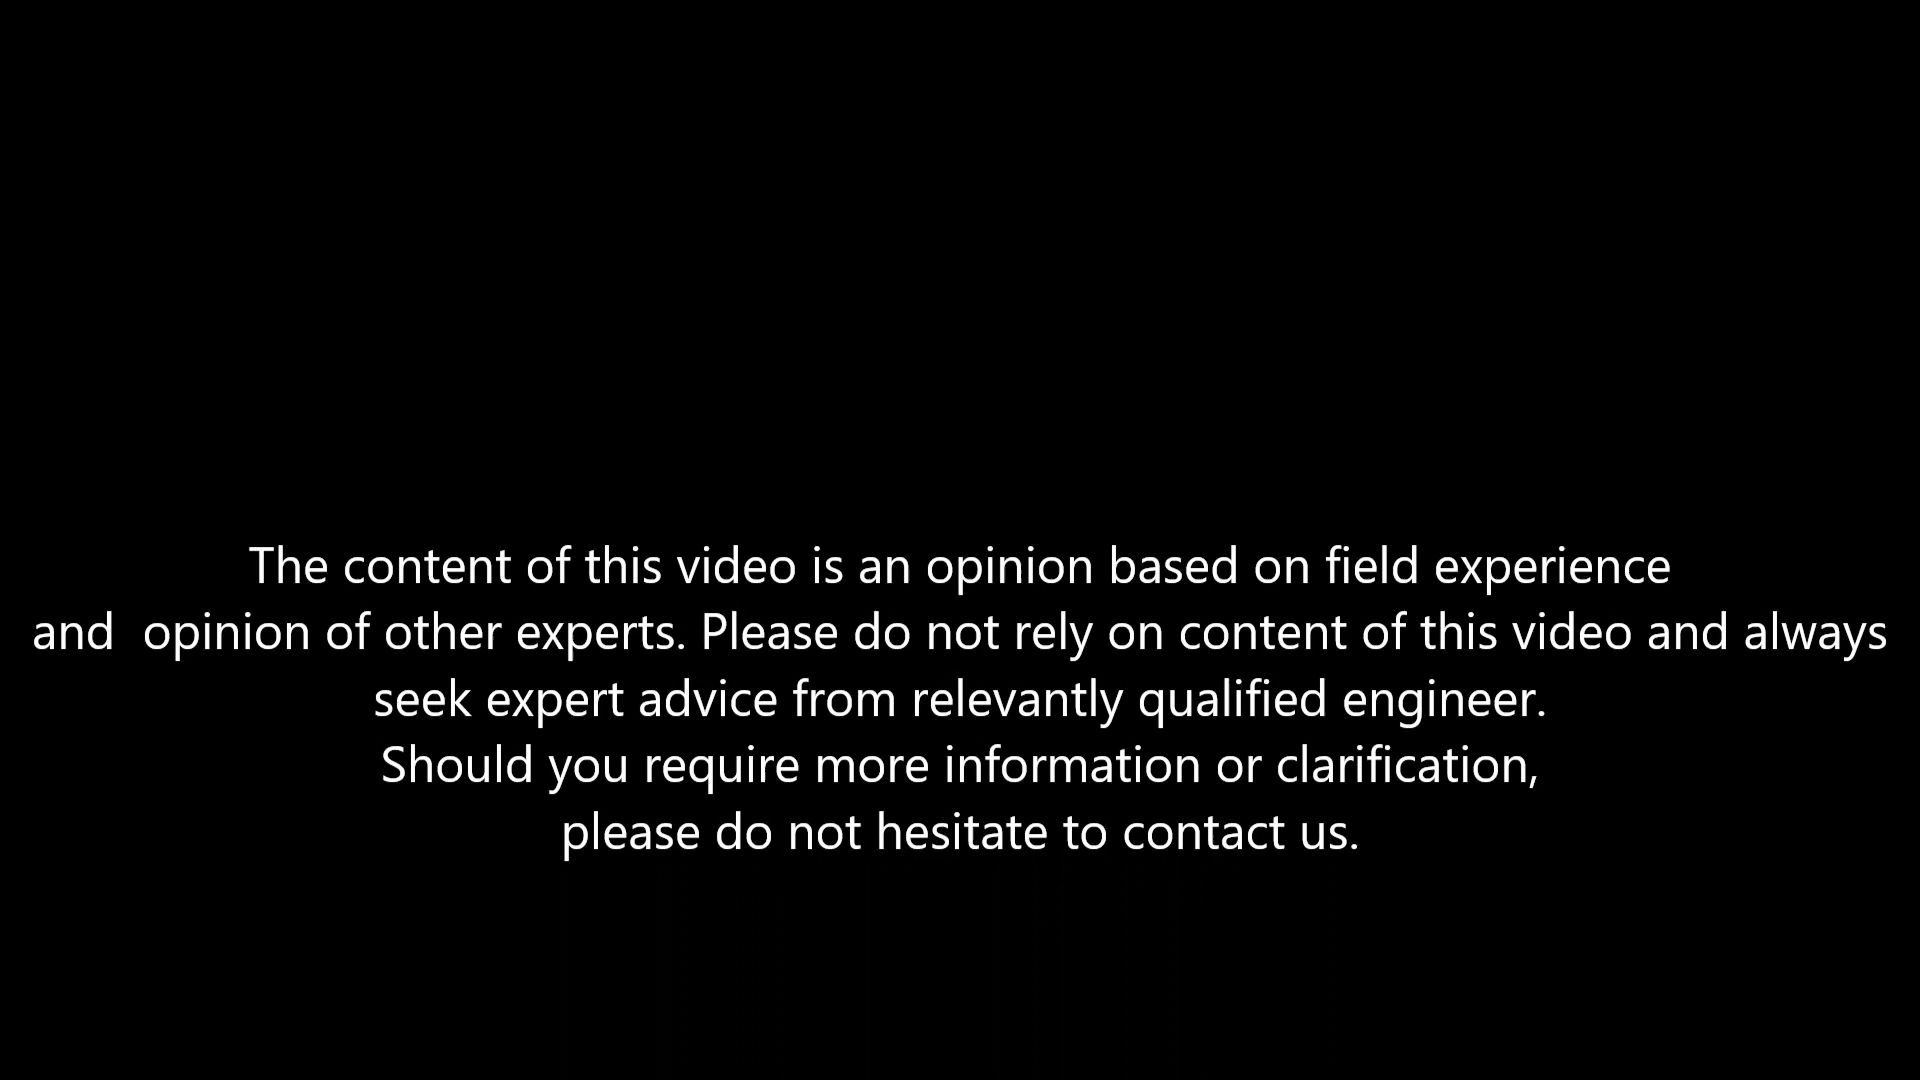 The content of this video is an opinion based on field experience
and  opinion of other experts. Please do not rely on content of this video and always
seek expert advice from relevantly qualified engineer.
Should you require more information or clarification,
please do not hesitate to contact us.